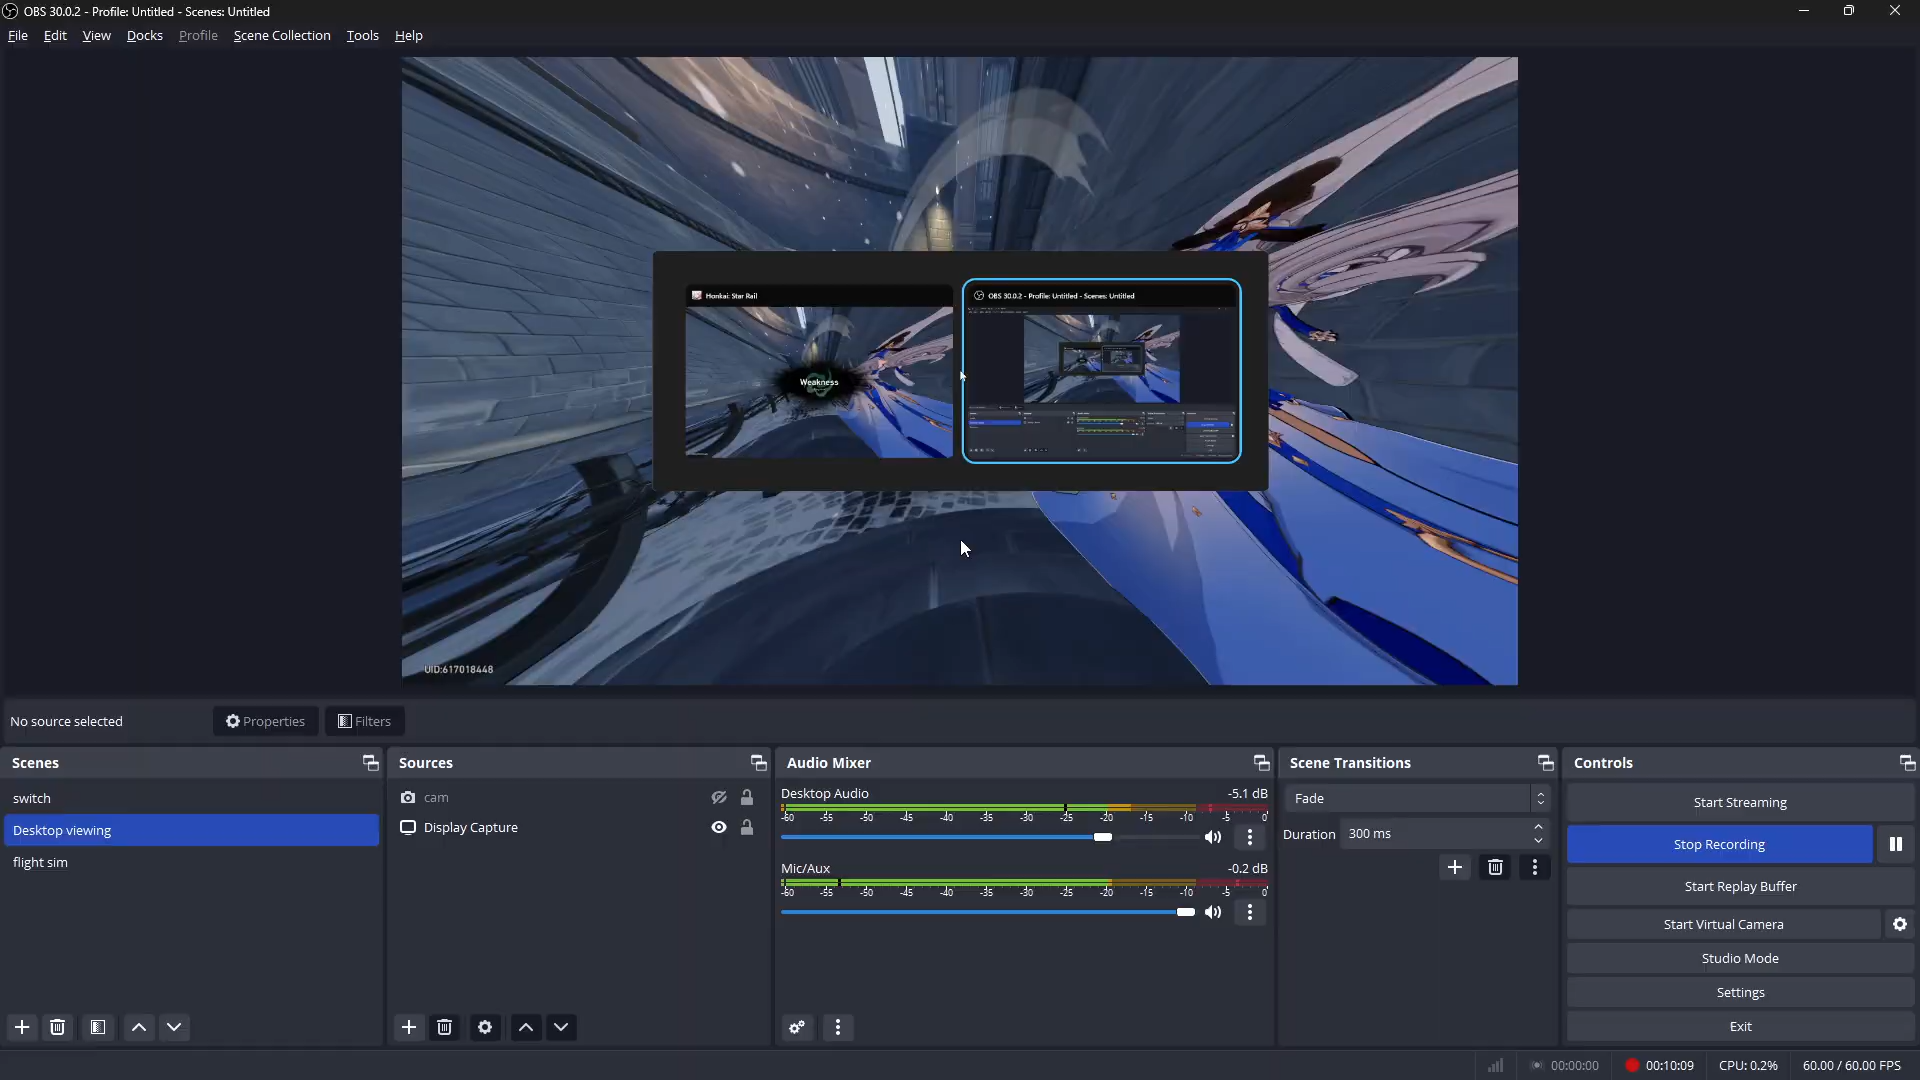 OBS 30.0.2 - Profile: Untitled - Scenes: Untitled
File Edit View Docks Profile Scene Collection Tools Help
Honkai: Star Rail
OBS 30.0.2 - Profile: Untitled - Scenes: Untitled
Weakness
UID:617018448
No source selected Properties Filters
Scenes
switch
Desktop viewing
flight sim
Sources
cam
Display Capture
Audio Mixer
Desktop Audio -5.1 dB
-60 -55 -50 -45 -40 -35 -30 -25 -20 -15 -10 -5 0
Mic/Aux -0.2 dB
-60 -55 -50 -45 -40 -35 -30 -25 -20 -15 -10 -5 0
Scene Transitions
Fade
Duration 300 ms
Controls
Start Streaming
Stop Recording
Start Replay Buffer
Start Virtual Camera
Studio Mode
Settings
Exit
00:00:00 00:10:09 CPU: 0.2% 60.00 / 60.00 FPS